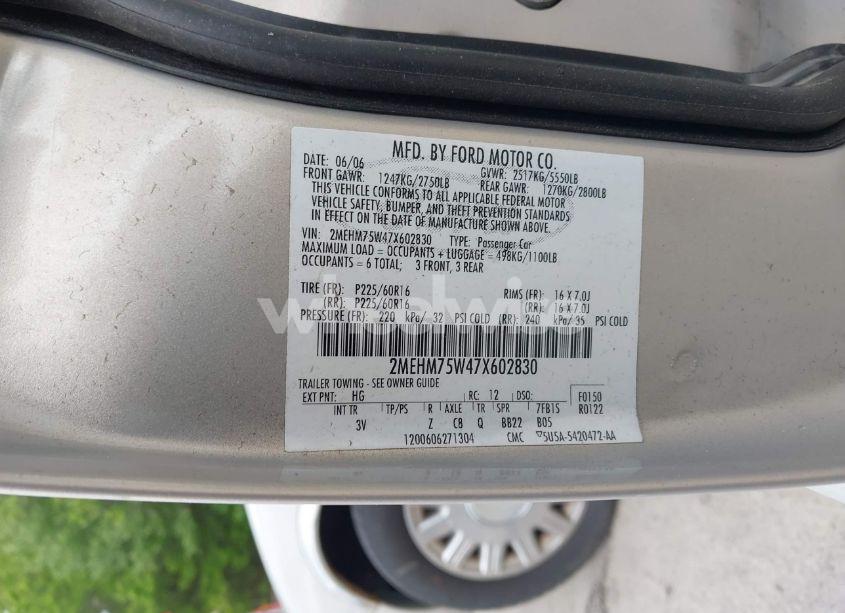 MFD. BY FORD MOTOR CO.
DATE: 06/06 GVWR: 2517KG/5550LB
FRONT GAWR: 1247KG/2750LB REAR GAWR: 1270KG/2800LB
THIS VEHICLE CONFORMS TO ALL APPLICABLE FEDERAL MOTOR
VEHICLE SAFETY, BUMPER, AND THEFT PREVENTION STANDARDS
IN EFFECT ON THE DATE OF MANUFACTURE SHOWN ABOVE.
VIN: 2MEHM75W47X602830 TYPE: Passenger Car
MAXIMUM LOAD = OCCUPANTS + LUGGAGE = 498KG/1100LB
OCCUPANTS = 6 TOTAL; 3 FRONT, 3 REAR
TIRE (FR): P225/60R16 RIMS (FR): 16 X 7.0J
(RR): P225/60R16 (RR): 16 X 7.0J
PRESSURE (FR): 220 kPa/ 32 PSI COLD (RR): 240 kPa/ 35 PSI COLD
2MEHM75W47X602830
TRAILER TOWING - SEE OWNER GUIDE
EXT PNT: HG RC: 12 DSO: F0150
INT TR TP/PS R AXLE TR SPR 7FB1S R0122
3V Z C8 Q BB22 B05
1200606271304 CMC 5U5A-5420472-AA